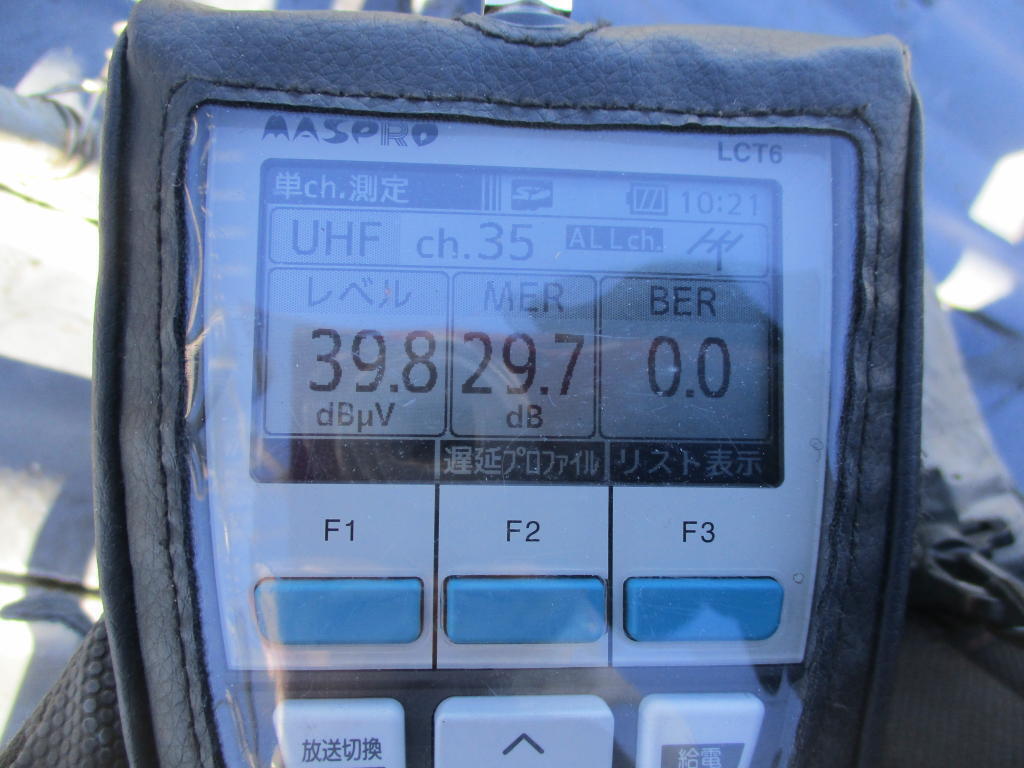 MASPRO
LCT6
単ch.測定 SD 10:21
UHF ch.35 ALLch.
レベル MER BER
39.8 29.7 0.0
dBμV dB
遅延プロファイル リスト表示
F1 F2 F3
放送切換 給電